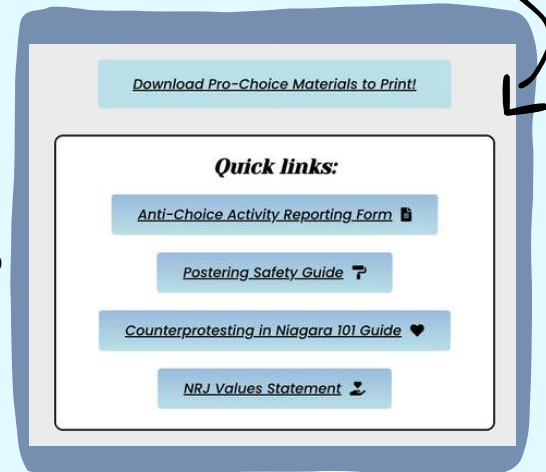 Download Pro-Choice Materials to Print!
Quick links:
Anti-Choice Activity Reporting Form
Postering Safety Guide
Counterprotesting in Niagara 101 Guide
NRJ Values Statement